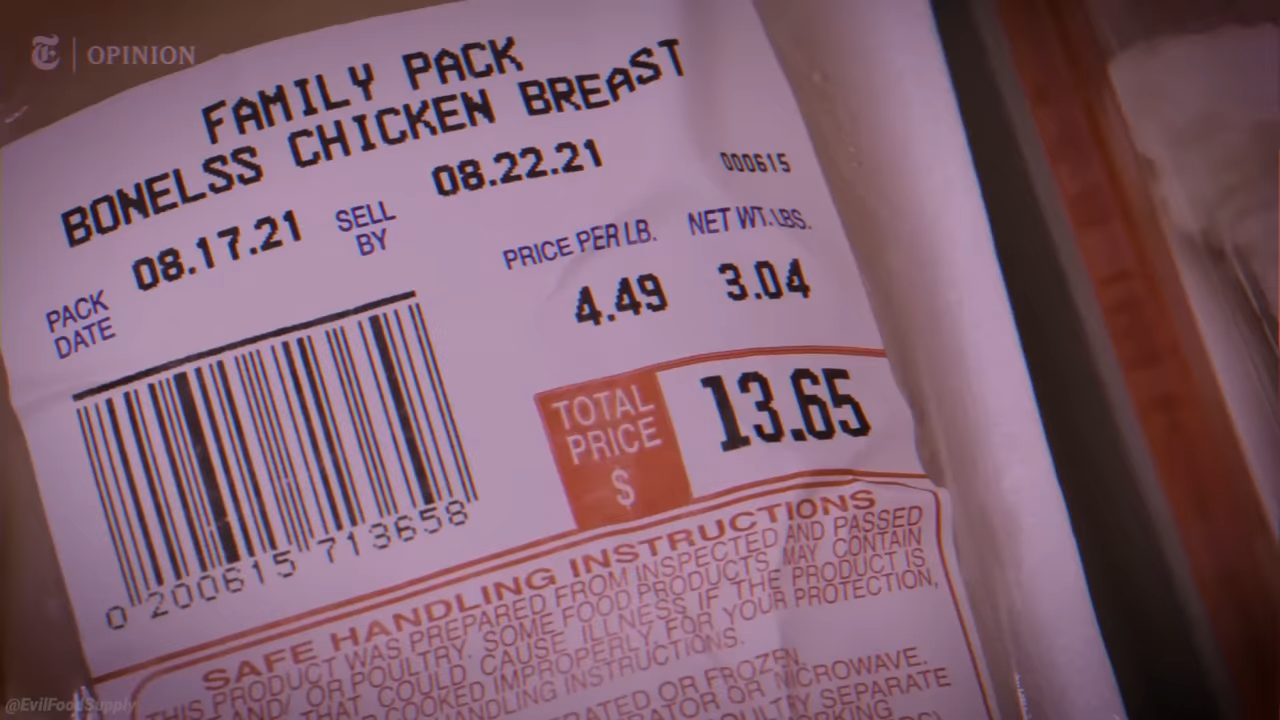 T | OPINION
FAMILY PACK
BONELSS CHICKEN BREAST
PACK DATE 08.17.21 SELL BY 08.22.21 000615
PRICE PER LB. NET WT. LBS.
4.49 3.04
TOTAL PRICE $ 13.65
0 200615 713658
SAFE HANDLING INSTRUCTIONS
THIS PRODUCT WAS PREPARED FROM INSPECTED AND PASSED
AND/ OR POULTRY. SOME FOOD PRODUCTS MAY CONTAIN
THAT COULD CAUSE ILLNESS IF THE PRODUCT IS
COOKED IMPROPERLY. FOR YOUR PROTECTION,
HANDLING INSTRUCTIONS.
OR FROZEN.
OR MICROWAVE.
SEPARATE
@EvilFoodSupply